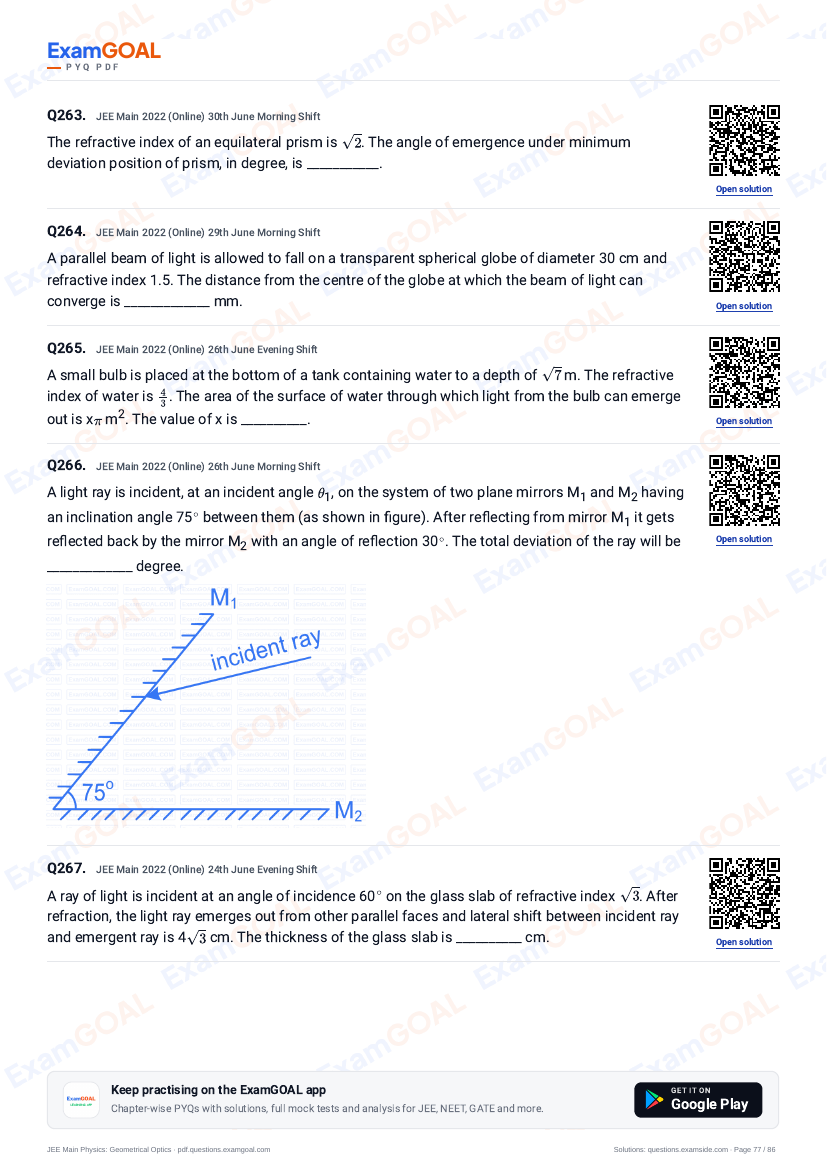 ExamGOAL
PYQ PDF
Q263. JEE Main 2022 (Online) 30th June Morning Shift
The refractive index of an equilateral prism is √2. The angle of emergence under minimum
deviation position of prism, in degree, is ___________.
Open solution
Q264. JEE Main 2022 (Online) 29th June Morning Shift
A parallel beam of light is allowed to fall on a transparent spherical globe of diameter 30 cm and
refractive index 1.5. The distance from the centre of the globe at which the beam of light can
converge is _____________ mm.
Open solution
Q265. JEE Main 2022 (Online) 26th June Evening Shift
A small bulb is placed at the bottom of a tank containing water to a depth of √7 m. The refractive
index of water is 4/3. The area of the surface of water through which light from the bulb can emerge
out is xπ m². The value of x is __________.
Open solution
Q266. JEE Main 2022 (Online) 26th June Morning Shift
A light ray is incident, at an incident angle θ₁, on the system of two plane mirrors M₁ and M₂ having
an inclination angle 75° between them (as shown in figure). After reflecting from mirror M₁ it gets
reflected back by the mirror M₂ with an angle of reflection 30°. The total deviation of the ray will be
_____________ degree.
Open solution
M₁
incident ray
75°
M₂
Q267. JEE Main 2022 (Online) 24th June Evening Shift
A ray of light is incident at an angle of incidence 60° on the glass slab of refractive index √3. After
refraction, the light ray emerges out from other parallel faces and lateral shift between incident ray
and emergent ray is 4√3 cm. The thickness of the glass slab is __________ cm.
Open solution
ExamGOAL
Keep practising on the ExamGOAL app
Chapter-wise PYQs with solutions, full mock tests and analysis for JEE, NEET, GATE and more.
GET IT ON
Google Play
JEE Main Physics: Geometrical Optics · pdf.questions.examgoal.com
Solutions: questions.examside.com · Page 77 / 86